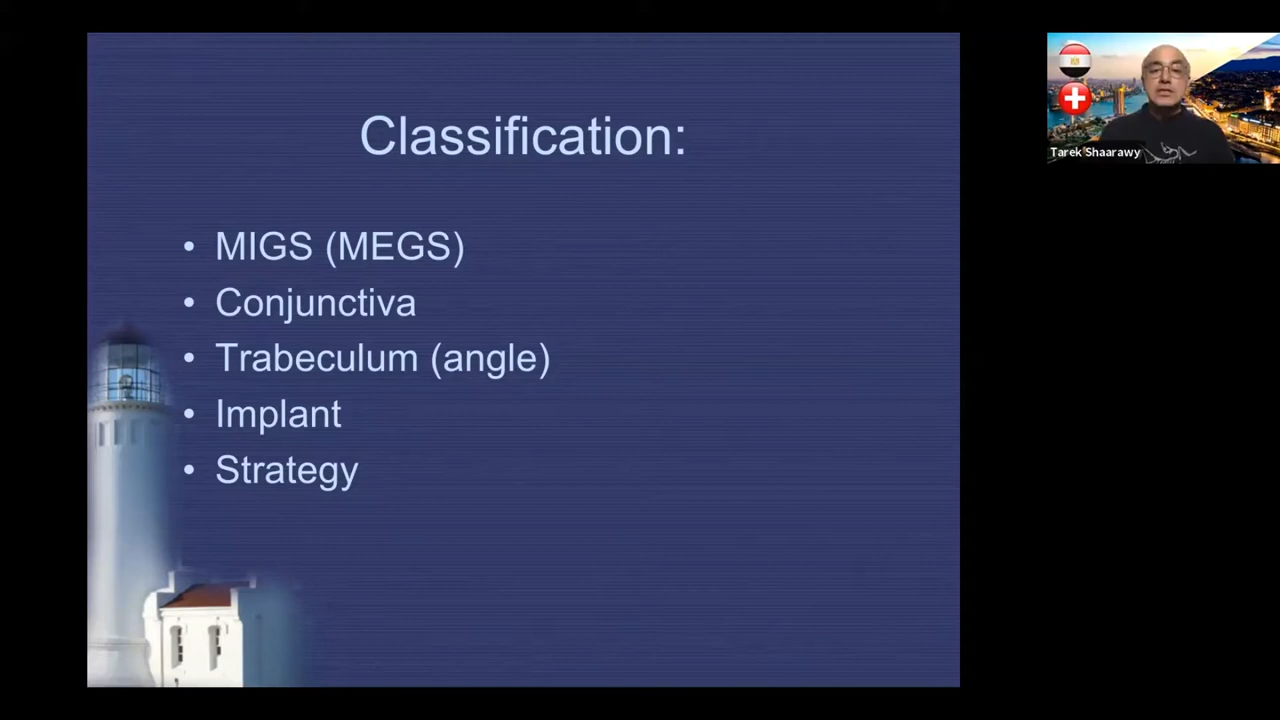 Classification:
• MIGS (MEGS)
• Conjunctiva
• Trabeculum (angle)
• Implant
• Strategy
Tarek Shaarawy